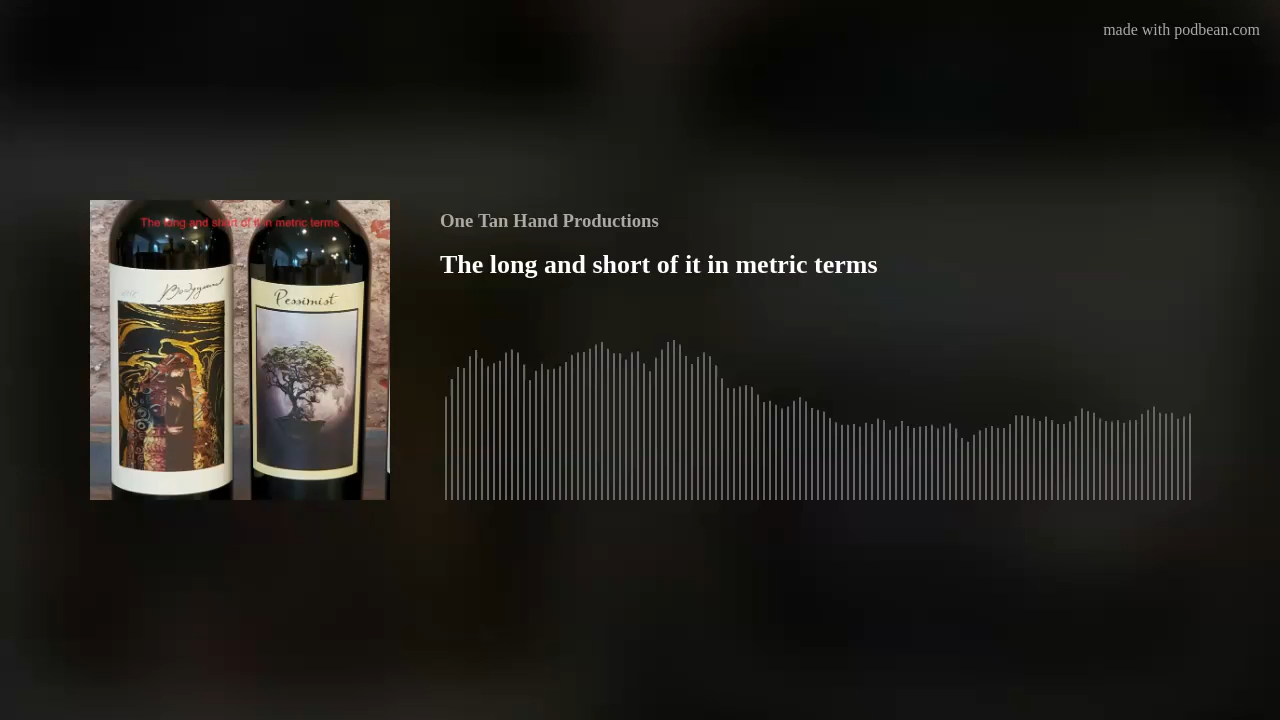 made with podbean.com
The long and short of it in metric terms
Bodyguard
Pessimist
One Tan Hand Productions
The long and short of it in metric terms